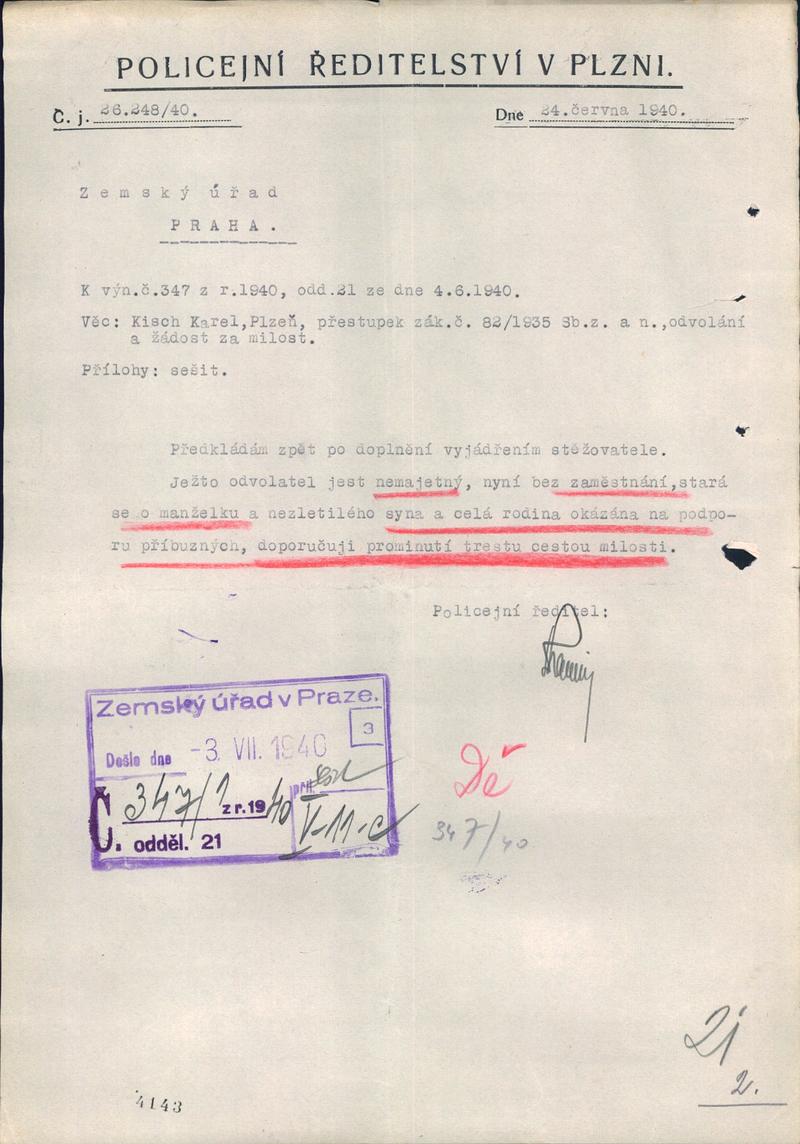 POLICEJNÍ ŘEDITELSTVÍ V PLZNI.
Č. j. 26.248/40. Dne 24.června 1940.
Zemský úřad
PRAHA.
K výn.č.347 z r.1940, odd.21 ze dne 4.6.1940.
Věc: Kisch Karel,Plzeň, přestupek zák.č. 82/1935 Sb.z. a n.,odvolání
a žádost za milost.
Přílohy: sešit.
Předkládám zpět po doplnění vyjádřením stěžovatele.
Ježto odvolatel jest nemajetný, nyní bez zaměstnání,stará
se o manželku a nezletilého syna a celá rodina okázána na podpo-
ru příbuzných, doporučuji prominutí trestu cestou milosti.
Policejní ředitel:
Zemský úřad v Praze.
3
Došlo dne -3. VII. 1940
příl.
Č. 347/1 z r. 1940
V-11-c
odděl. 21
Dě
347/40
21
2.
4143